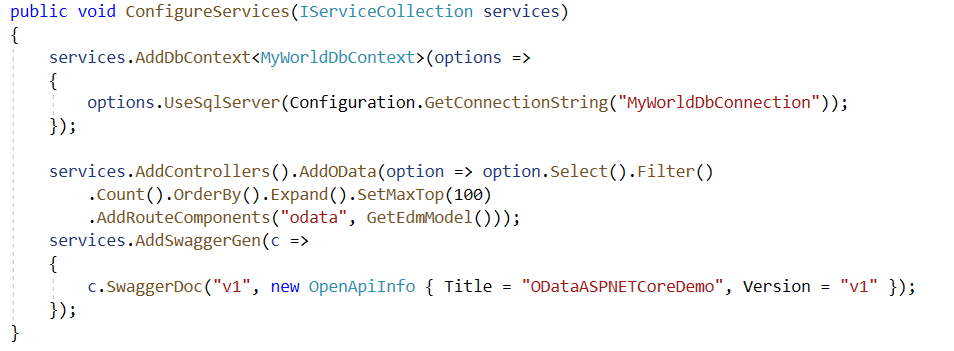 public void ConfigureServices(IServiceCollection services)
{
    services.AddDbContext<MyWorldDbContext>(options =>
    {
        options.UseSqlServer(Configuration.GetConnectionString("MyWorldDbConnection"));
    });

    services.AddControllers().AddOData(option => option.Select().Filter()
        .Count().OrderBy().Expand().SetMaxTop(100)
        .AddRouteComponents("odata", GetEdmModel()));
    services.AddSwaggerGen(c =>
    {
        c.SwaggerDoc("v1", new OpenApiInfo { Title = "ODataASPNETCoreDemo", Version = "v1" });
    });
}